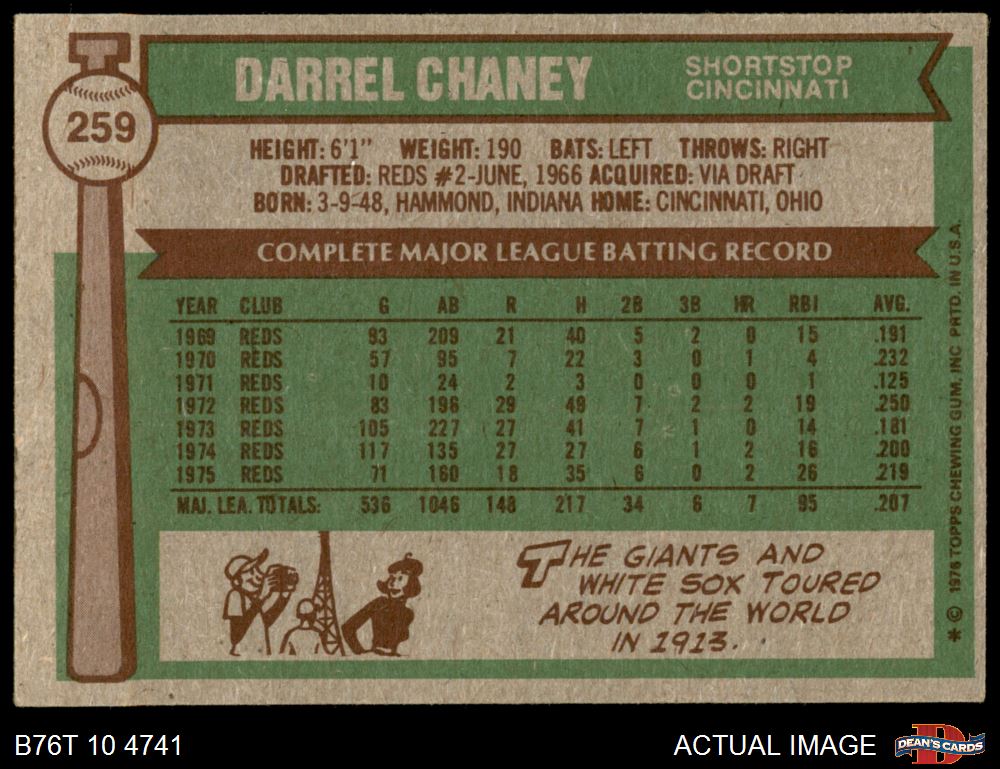 259
DARREL CHANEY
SHORTSTOP
CINCINNATI
HEIGHT: 6'1" WEIGHT: 190 BATS: LEFT THROWS: RIGHT
DRAFTED: REDS #2-JUNE, 1966 ACQUIRED: VIA DRAFT
BORN: 3-9-48, HAMMOND, INDIANA HOME: CINCINNATI, OHIO
COMPLETE MAJOR LEAGUE BATTING RECORD
YEAR CLUB G AB R H 2B 3B HR RBI AVG.
1969 REDS 93 209 21 40 5 2 0 15 .191
1970 REDS 57 95 7 22 3 0 1 4 .232
1971 REDS 10 24 2 3 0 0 0 1 .125
1972 REDS 83 196 29 49 7 2 2 19 .250
1973 REDS 105 227 27 41 7 1 0 14 .181
1974 REDS 117 135 27 27 6 1 2 16 .200
1975 REDS 71 160 18 35 6 0 2 26 .219
MAJ. LEA. TOTALS: 536 1046 148 217 34 6 7 95 .207
THE GIANTS AND
WHITE SOX TOURED
AROUND THE WORLD
IN 1913.
* © 1976 TOPPS CHEWING GUM, INC PRTD. IN U.S.A.
B76T 10 4741
ACTUAL IMAGE
DEAN'S CARDS